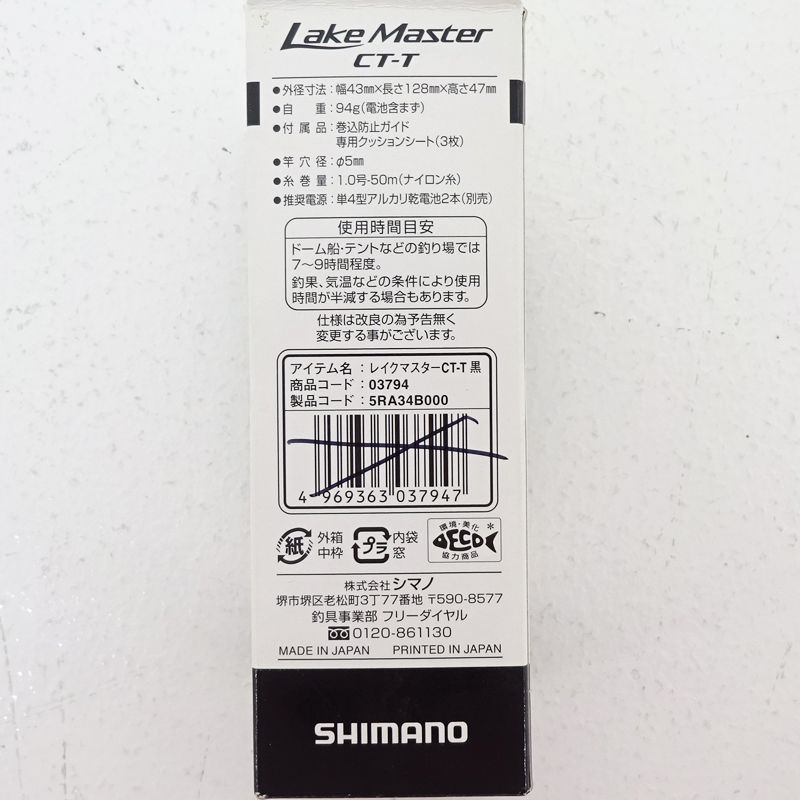 Lake Master
CT-T
●外径寸法：幅43mm×長さ128mm×高さ47mm
●自　重：94g(電池含まず)
●付属品：巻込防止ガイド
専用クッションシート(3枚)
●竿穴径：φ5mm
●糸巻量：1.0号-50m(ナイロン糸)
●推奨電源：単4型アルカリ乾電池2本(別売)
使用時間目安
ドーム船・テントなどの釣り場では
7〜9時間程度。
釣果、気温などの条件により使用
時間が半減する場合もあります。
仕様は改良の為予告無く
変更する事がございます。
アイテム名：レイクマスターCT-T 黒
商品コード：03794
製品コード：5RA34B000
4 969363 037947
紙 外箱 中枠 プラ 内袋 窓 環境・美化 ECO 協力商品
株式会社シマノ
堺市堺区老松町3丁77番地 〒590-8577
釣具事業部 フリーダイヤル
0120-861130
MADE IN JAPAN PRINTED IN JAPAN
SHIMANO